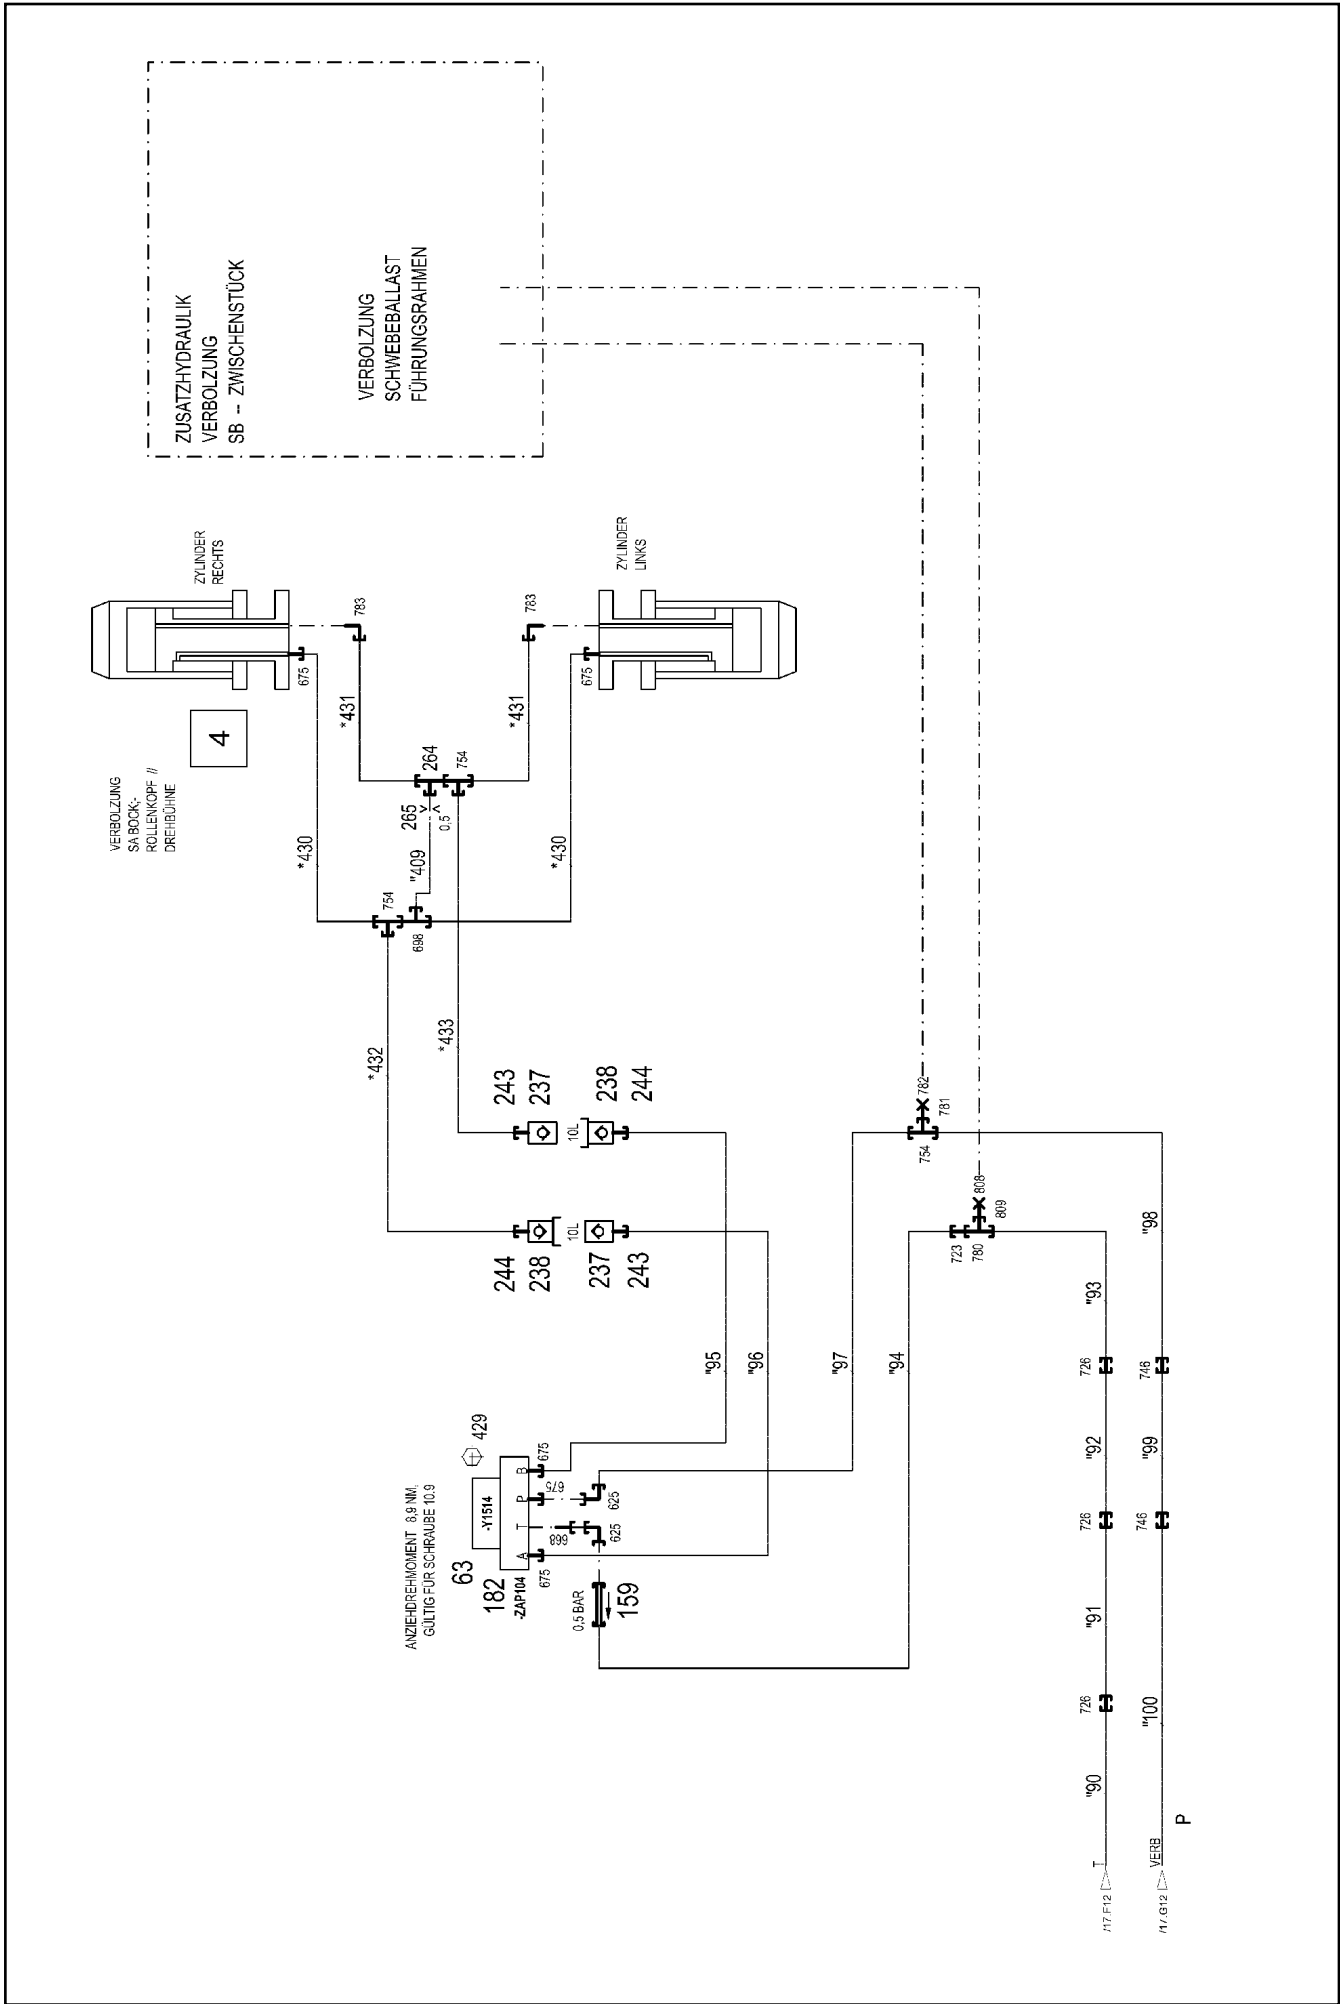 ZUSATZHYDRAULIK
VERBOLZUNG
SB -- ZWISCHENSTÜCK
VERBOLZUNG
SCHWEBEBALLAST
FÜHRUNGSRAHMEN
VERBOLZUNG
SA BOCK;-
ROLLENKOPF //
DREHBÜHNE
4
ZYLINDER
RECHTS
675
783
ZYLINDER
LINKS
675
783
*430
*431
*431
*430
754
698
"409
265
264
0,5
754
*432
*433
244
238
10L
237
243
243
237
10L
238
244
ANZIEHDREHMOMENT 8,9 NM,
GÜLTIG FÜR SCHRAUBE 10.9
63
182
-ZAP104
-Y1514
429
A
T
P
B
675
668
675
675
625
625
0,5 BAR
159
"95
"96
"97
"94
754
781
782
723
780
808
809
/17.F12
T
"90
726
"91
726
"92
726
"93
/17.G12
VERB
P
"100
746
"99
746
"98